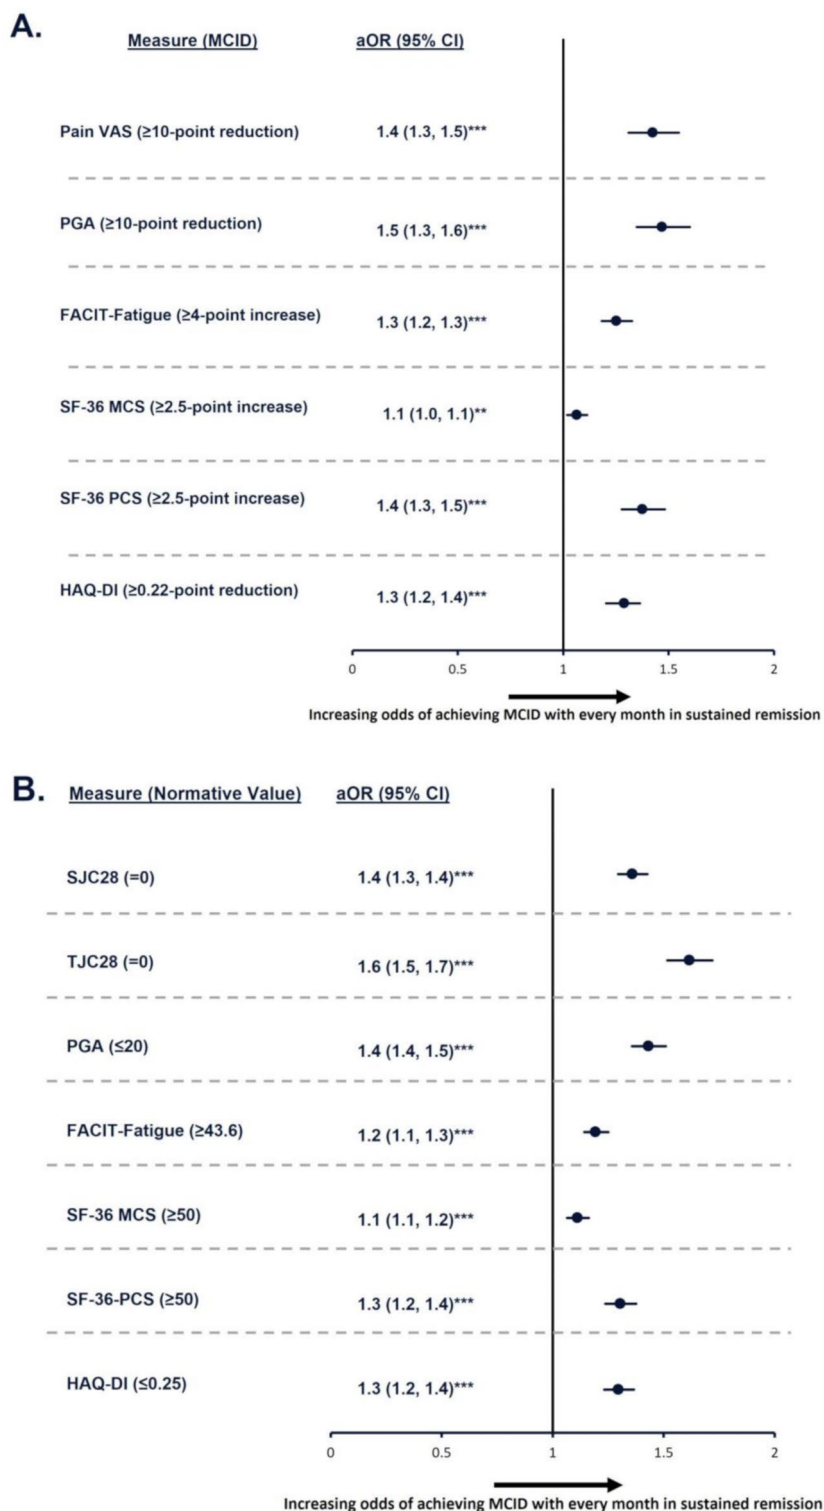 A.
Measure (MCID) aOR (95% CI)
Pain VAS (≥10-point reduction) 1.4 (1.3, 1.5)***
PGA (≥10-point reduction) 1.5 (1.3, 1.6)***
FACIT-Fatigue (≥4-point increase) 1.3 (1.2, 1.3)***
SF-36 MCS (≥2.5-point increase) 1.1 (1.0, 1.1)**
SF-36 PCS (≥2.5-point increase) 1.4 (1.3, 1.5)***
HAQ-DI (≥0.22-point reduction) 1.3 (1.2, 1.4)***
0 0.5 1 1.5 2
Increasing odds of achieving MCID with every month in sustained remission
B. Measure (Normative Value) aOR (95% CI)
SJC28 (=0) 1.4 (1.3, 1.4)***
TJC28 (=0) 1.6 (1.5, 1.7)***
PGA (≤20) 1.4 (1.4, 1.5)***
FACIT-Fatigue (≥43.6) 1.2 (1.1, 1.3)***
SF-36 MCS (≥50) 1.1 (1.1, 1.2)***
SF-36-PCS (≥50) 1.3 (1.2, 1.4)***
HAQ-DI (≤0.25) 1.3 (1.2, 1.4)***
0 0.5 1 1.5 2
Increasing odds of achieving MCID with every month in sustained remission